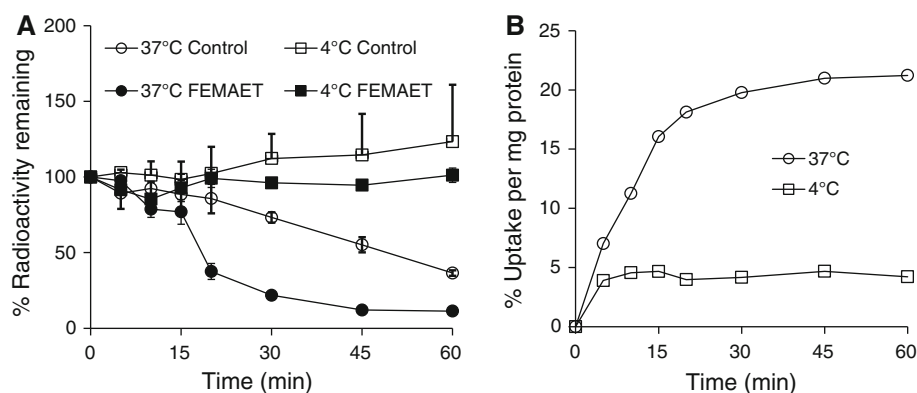 A
% Radioactivity remaining
200
150
100
50
0
37°C Control
4°C Control
37°C FEMAET
4°C FEMAET
0 15 30 45 60
Time (min)
B
% Uptake per mg protein
25
20
15
10
5
0
37°C
4°C
0 15 30 45 60
Time (min)